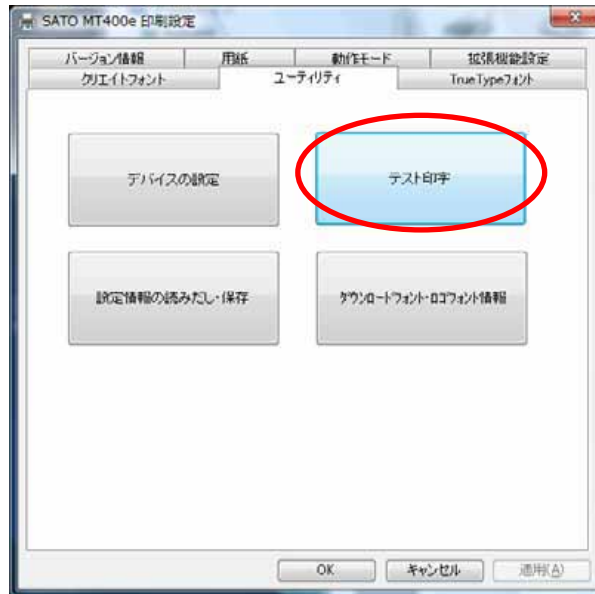 SATO MT400e 印刷設定
バージョン情報 用紙 動作モード 拡張機能設定
クリエイトフォント ユーティリティ TrueTypeフォント
デバイスの設定 テスト印字
設定情報の読みだし・保存 ダウンロードフォント・ロゴフォント情報
OK キャンセル 適用(A)